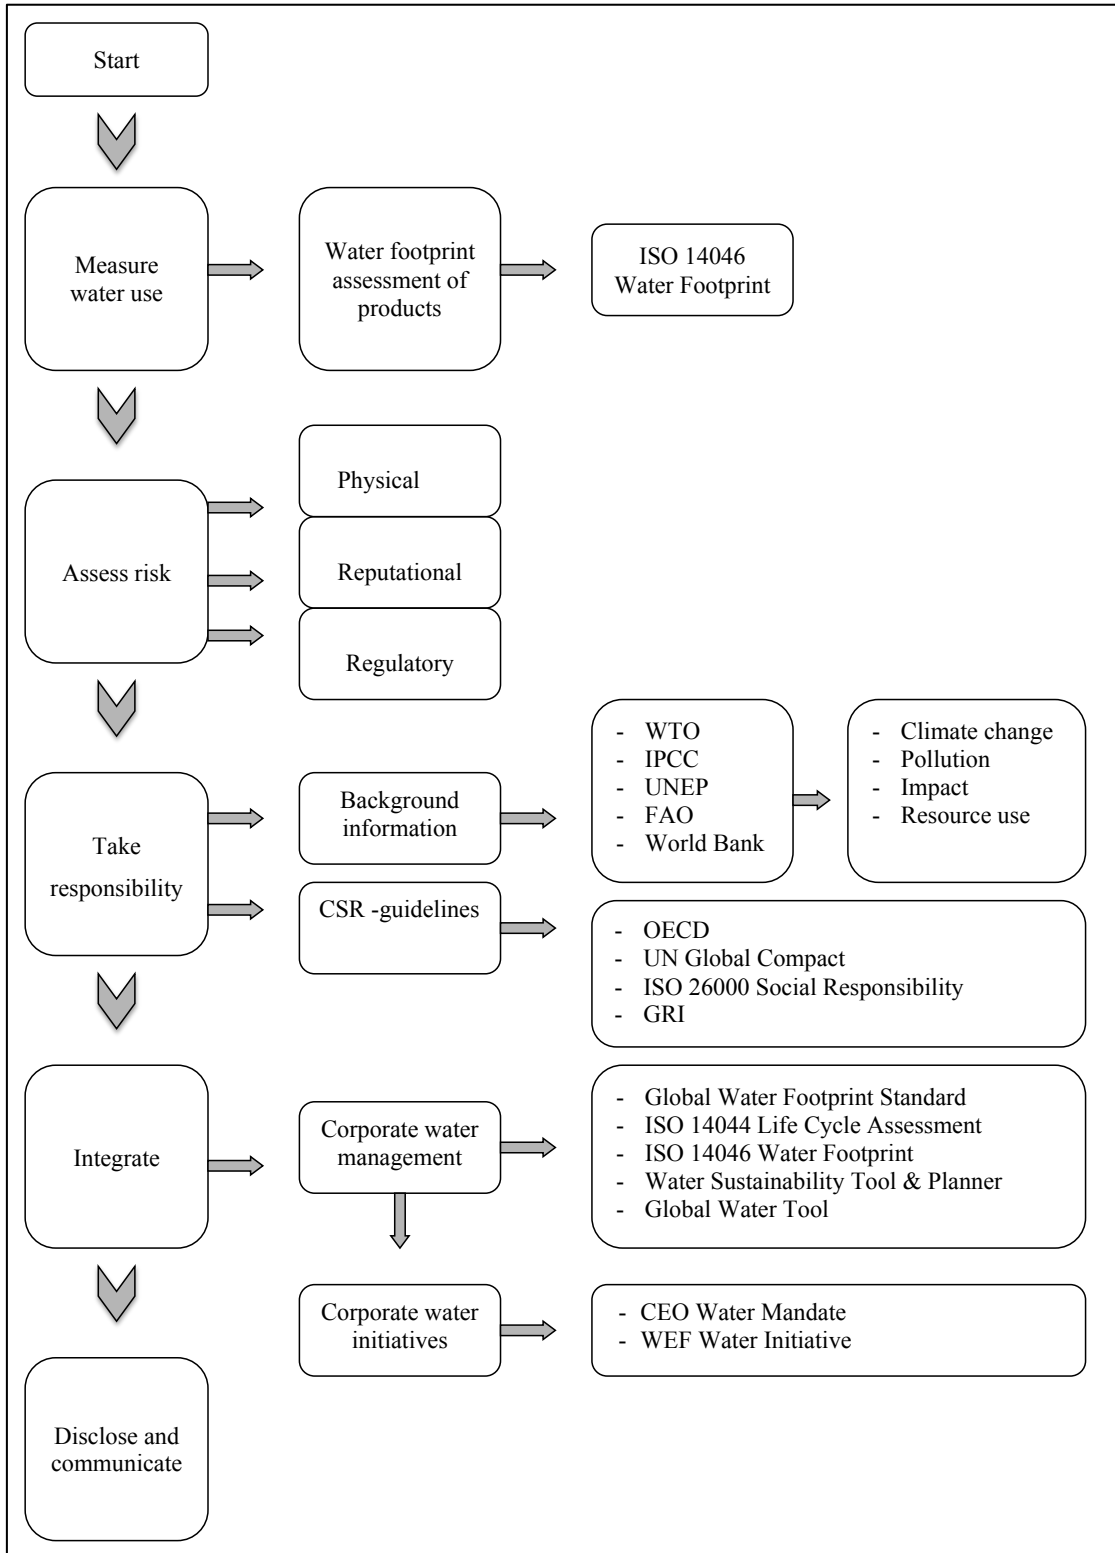 Start
Measure
water use
Water footprint
assessment of
products
ISO 14046
Water Footprint
Assess risk
Physical
Reputational
Regulatory
Take
responsibility
Background
information
- WTO
- IPCC
- UNEP
- FAO
- World Bank
- Climate change
- Pollution
- Impact
- Resource use
CSR -guidelines
- OECD
- UN Global Compact
- ISO 26000 Social Responsibility
- GRI
Integrate
Corporate water
management
- Global Water Footprint Standard
- ISO 14044 Life Cycle Assessment
- ISO 14046 Water Footprint
- Water Sustainability Tool & Planner
- Global Water Tool
Corporate water
initiatives
- CEO Water Mandate
- WEF Water Initiative
Disclose and
communicate